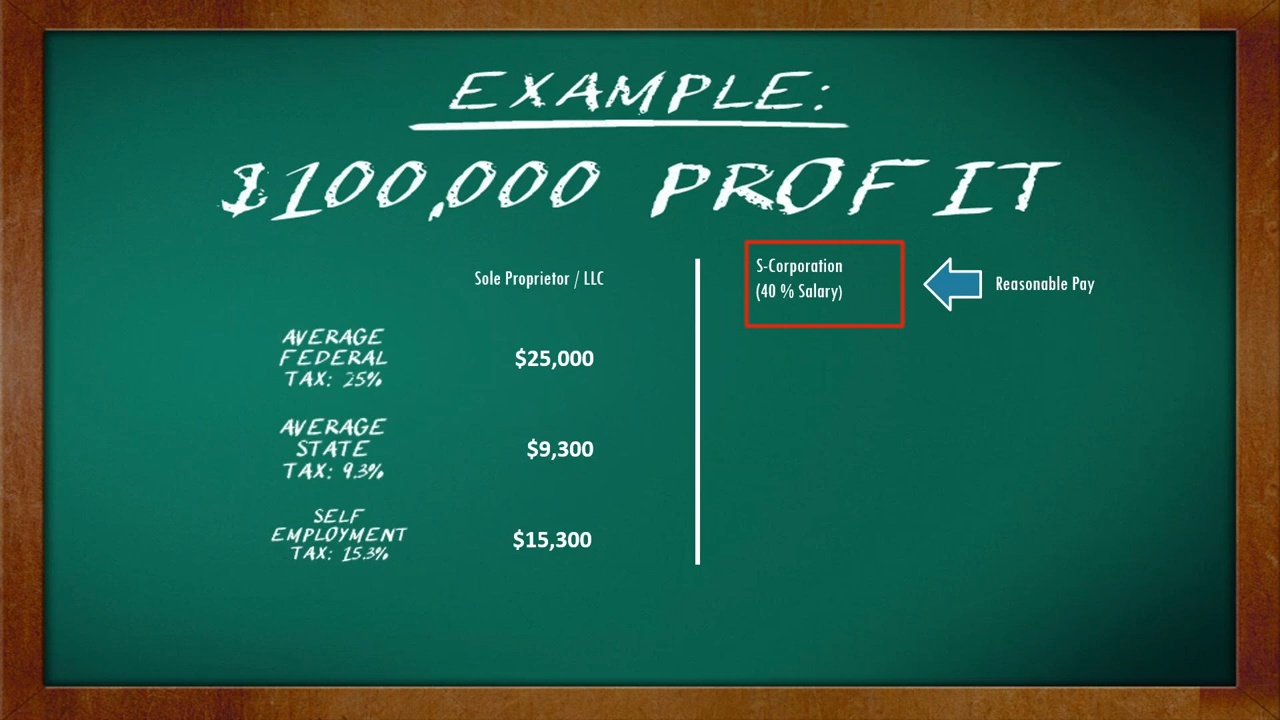 EXAMPLE:
$100,000 PROFIT
Sole Proprietor / LLC
S-Corporation
(40 % Salary)
Reasonable Pay
AVERAGE
FEDERAL
TAX: 25%
$25,000
AVERAGE
STATE
TAX: 9.3%
$9,300
SELF
EMPLOYMENT
TAX: 15.3%
$15,300